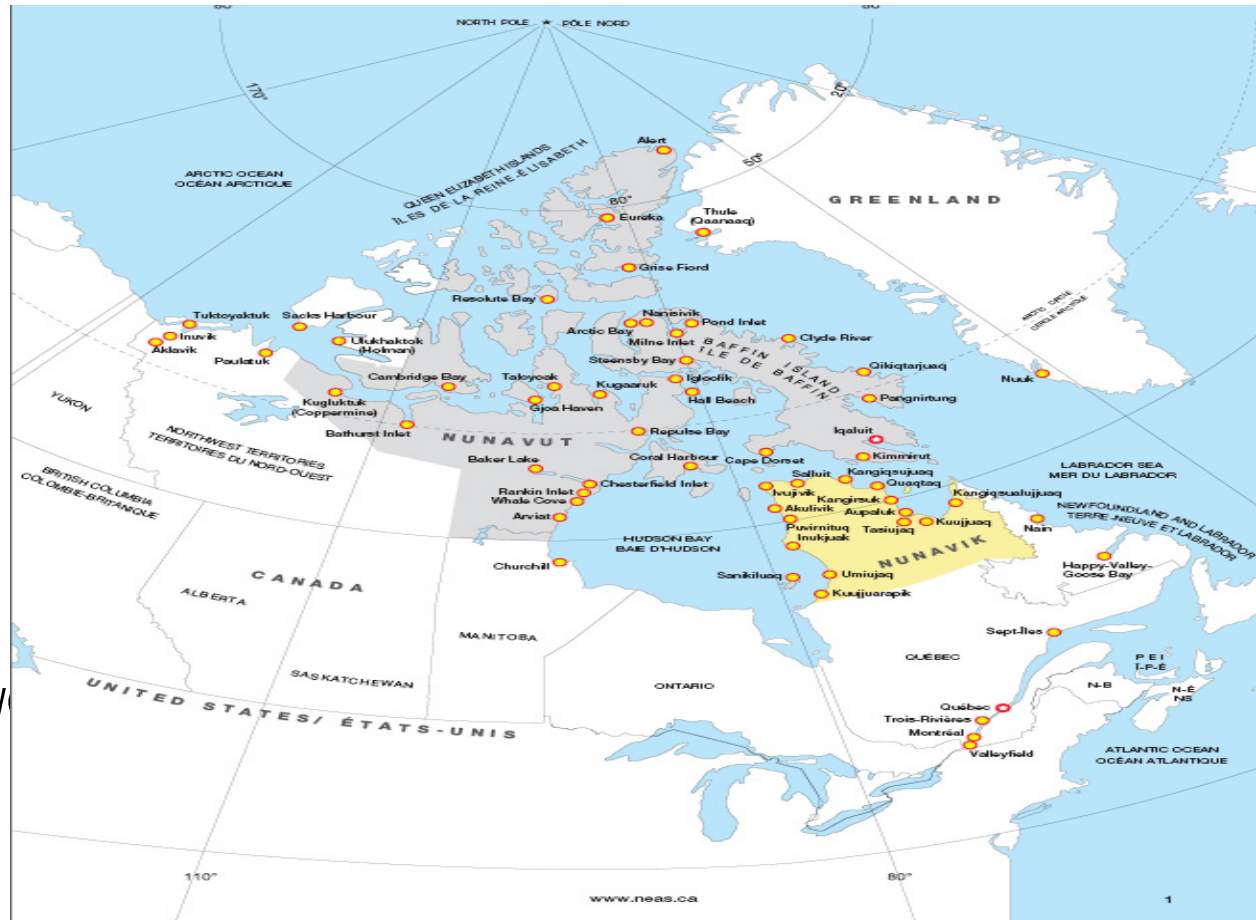 80°
80
NORTH POLE ★ PÔLE NORD
170°
20°
Alert
50°
ARCTIC OCEAN
OCÉAN ARCTIQUE
QUEEN ELIZABETH ISLANDS
ÎLES DE LA REINE-ÉLISABETH
GREENLAND
80°
Eureka
Thule
(Qaanaaq)
Grise Fiord
Resolute Bay
ARCTIC CIRCLE
CERCLE ARCTIQUE
Tuktoyaktuk
Sacks Harbour
Nanisivik
Arctic Bay
Pond Inlet
Inuvik
Aklavik
Ulukhaktok
(Holman)
Milne Inlet
Clyde River
Paulatuk
BAFFIN ISLAND
ÎLE DE BAFFIN
Steensby Bay
Qikiqtarjuaq
Nuuk
Cambridge Bay
Taloyoak
Kugaaruk
Igloolik
Hall Beach
Pangnirtung
Kugluktuk
(Coppermine)
Gjoa Haven
YUKON
Bathurst Inlet
NUNAVUT
Repulse Bay
Iqaluit
NORTHWEST TERRITORIES
TERRITOIRES DU NORD-OUEST
Baker Lake
Coral Harbour
Cape Dorset
Kimmirut
LABRADOR SEA
MER DU LABRADOR
BRITISH COLUMBIA
COLOMBIE-BRITANIQUE
Chesterfield Inlet
Rankin Inlet
Whale Cove
Arviat
Ivujivik
Salluit
Kangiqsujuaq
Quaqtaq
Kangirsuk
Kangiqsualujjuaq
Akulivik
Aupaluk
Puvirnituq
Tasiujaq
Kuujjuaq
Nain
NEWFOUNDLAND AND LABRADOR
TERRE-NEUVE ET LABRADOR
Inukjuak
HUDSON BAY
BAIE D'HUDSON
NUNAVIK
Churchill
Sanikiluaq
Umiujaq
Happy-Valley-
Goose Bay
Kuujjuarapik
CANADA
ALBERTA
MANITOBA
Sept-Îles
SASKATCHEWAN
ONTARIO
QUÉBEC
P E I
Î-P-É
N-B
N-É
NS
UNITED STATES/ ÉTATS-UNIS
Québec
Trois-Rivières
Montréal
Valleyfield
ATLANTIC OCEAN
OCÉAN ATLANTIQUE
110°
80°
www.neas.ca
1